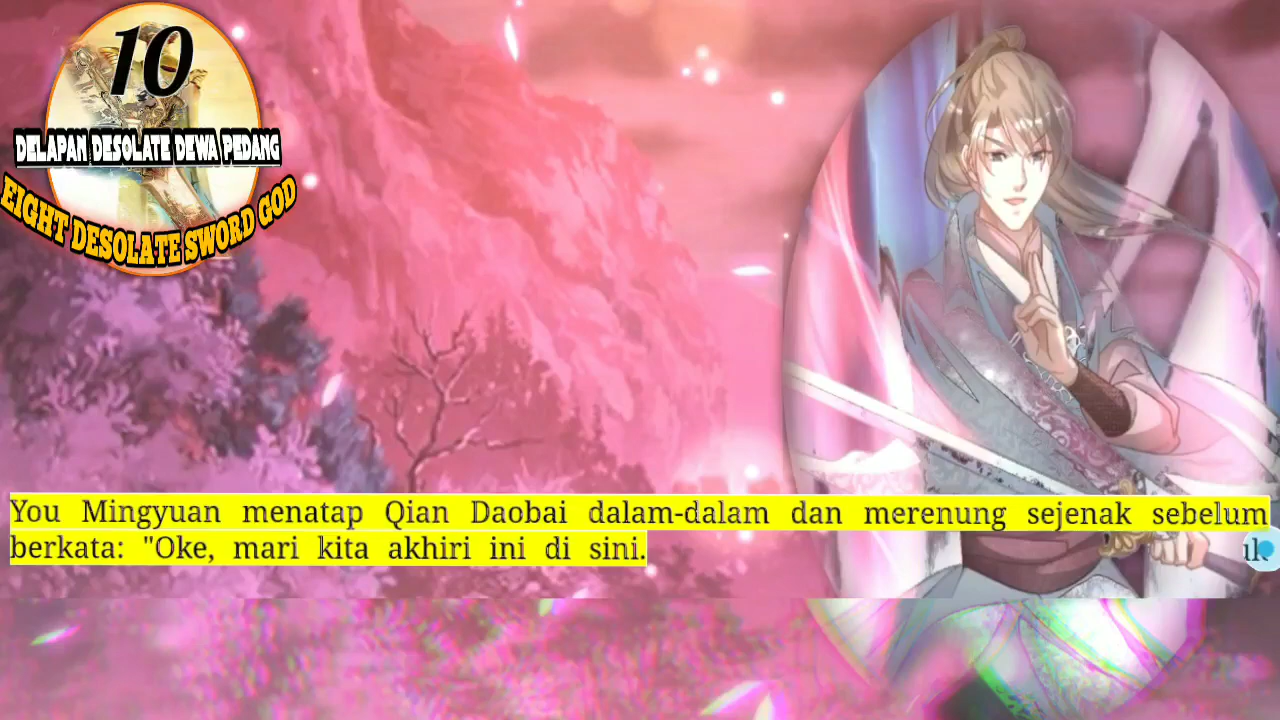 10
DELAPAN DESOLATE DEWA PEDANG
EIGHT DESOLATE SWORD GOD
You Mingyuan menatap Qian Daobai dalam-dalam dan merenung sejenak sebelum
berkata: "Oke, mari kita akhiri ini di sini.